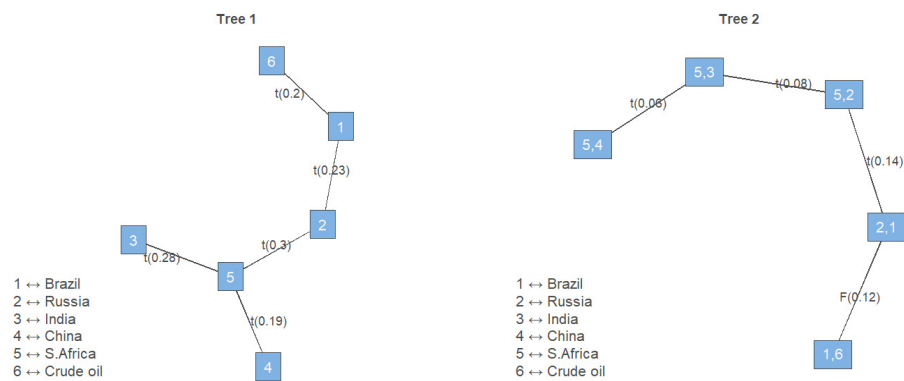 Tree 1
6
t(0.2)
1
t(0.23)
2
3
t(0.3)
t(0.28)
5
t(0.19)
4
1 ↔ Brazil
2 ↔ Russia
3 ↔ India
4 ↔ China
5 ↔ S.Africa
6 ↔ Crude oil
Tree 2
5,3
t(0.08)
5,2
t(0.06)
5,4
t(0.14)
2,1
F(0.12)
1,6
1 ↔ Brazil
2 ↔ Russia
3 ↔ India
4 ↔ China
5 ↔ S.Africa
6 ↔ Crude oil